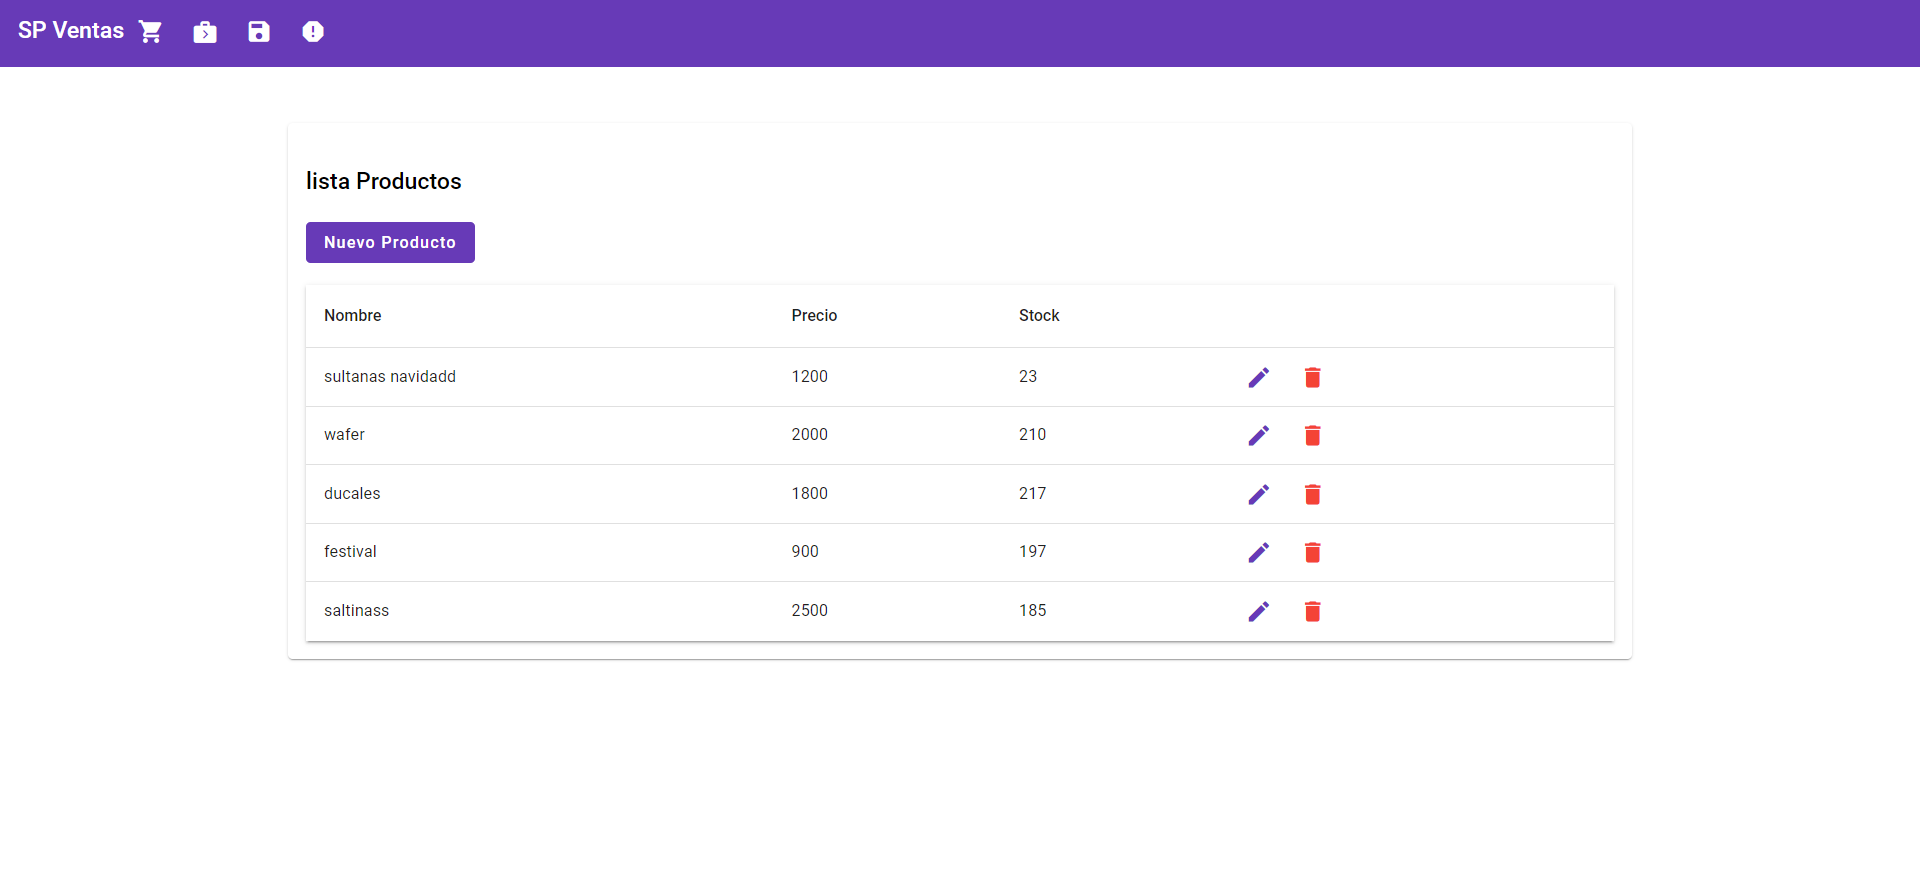 SP Ventas
lista Productos
Nuevo Producto
Nombre Precio Stock
sultanas navidadd 1200 23
wafer 2000 210
ducales 1800 217
festival 900 197
saltinass 2500 185